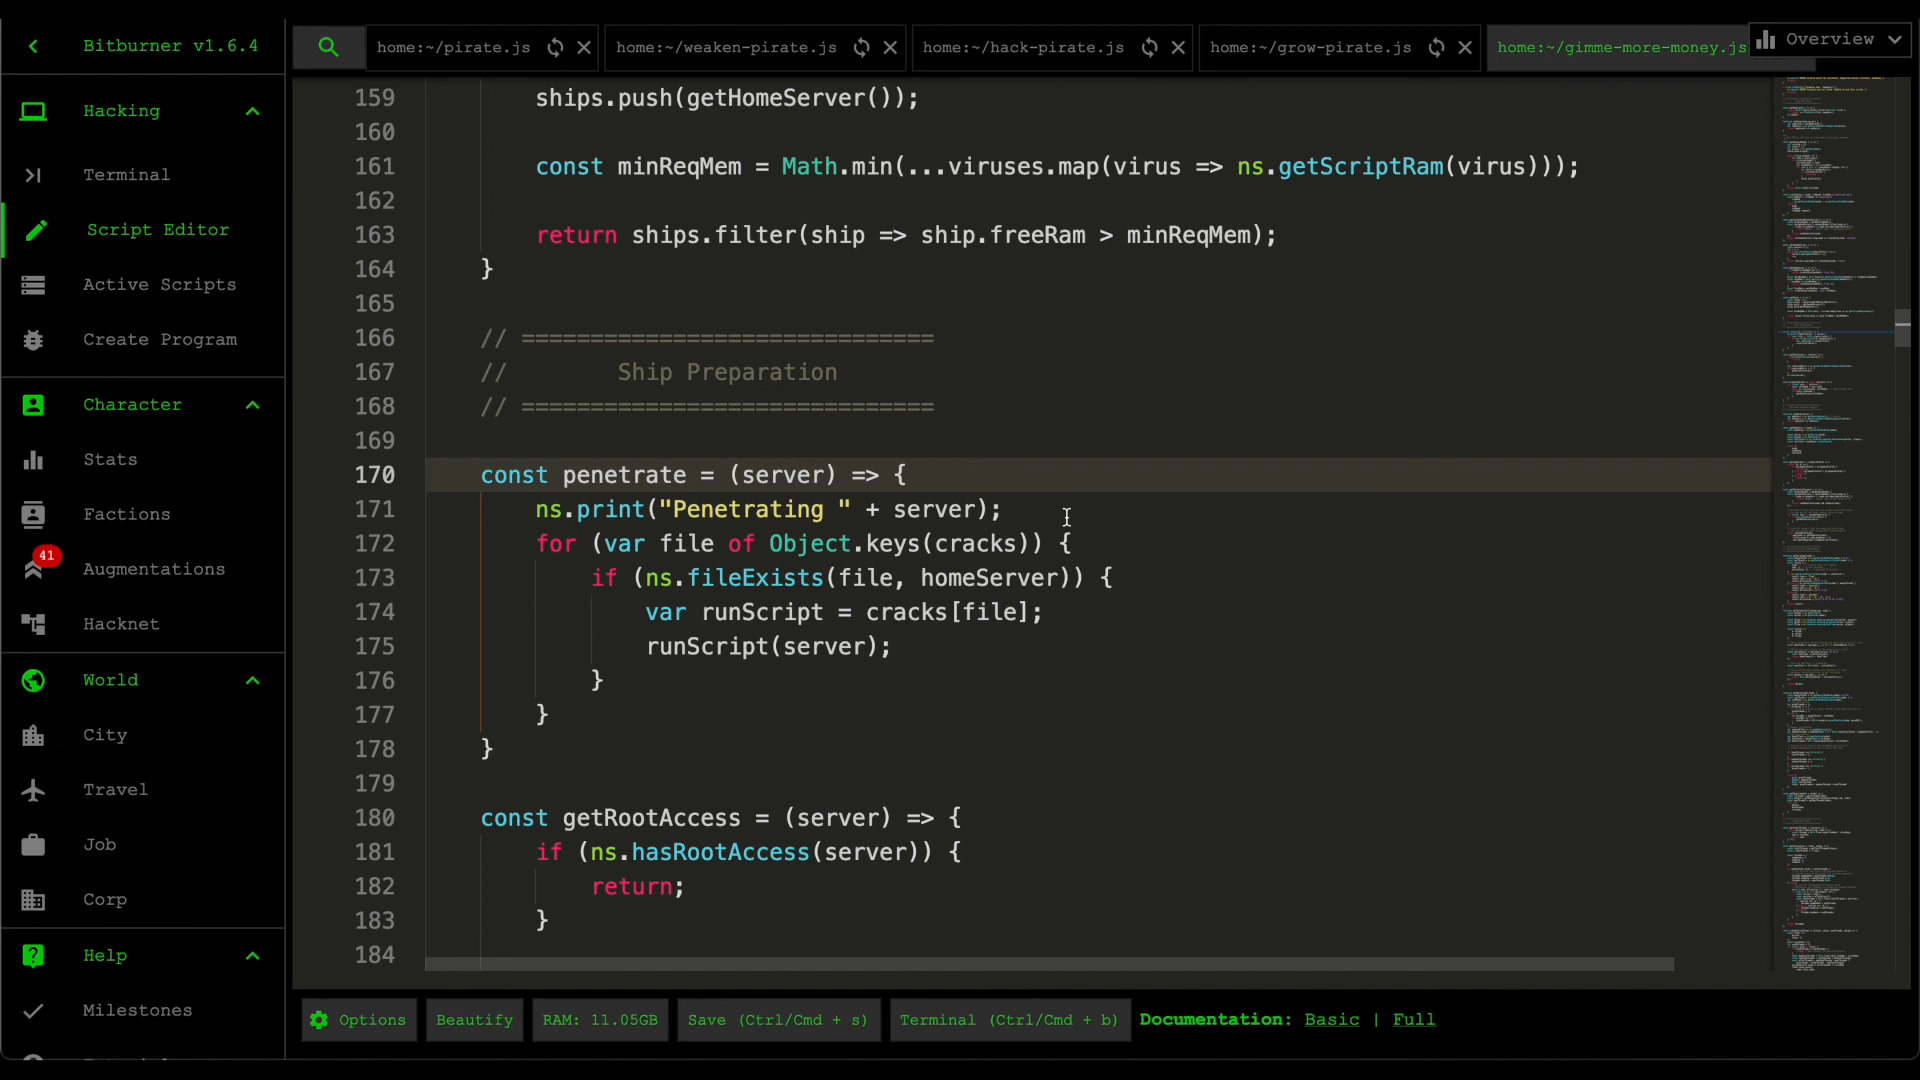 Bitburner v1.6.4
Hacking
Terminal
Script Editor
Active Scripts
Create Program
Character
Stats
Factions
41
Augmentations
Hacknet
World
City
Travel
Job
Corp
Help
Milestones
home:~/pirate.js
home:~/weaken-pirate.js
home:~/hack-pirate.js
home:~/grow-pirate.js
home:~/gimme-more-money.js
Overview
159 ships.push(getHomeServer());
160
161 const minReqMem = Math.min(...viruses.map(virus => ns.getScriptRam(virus)));
162
163 return ships.filter(ship => ship.freeRam > minReqMem);
164 }
165
166 // ==============================
167 // Ship Preparation
168 // ==============================
169
170 const penetrate = (server) => {
171 ns.print("Penetrating " + server);
172 for (var file of Object.keys(cracks)) {
173 if (ns.fileExists(file, homeServer)) {
174 var runScript = cracks[file];
175 runScript(server);
176 }
177 }
178 }
179
180 const getRootAccess = (server) => {
181 if (ns.hasRootAccess(server)) {
182 return;
183 }
184
Options
Beautify
RAM: 11.05GB
Save (Ctrl/Cmd + s)
Terminal (Ctrl/Cmd + b)
Documentation: Basic | Full